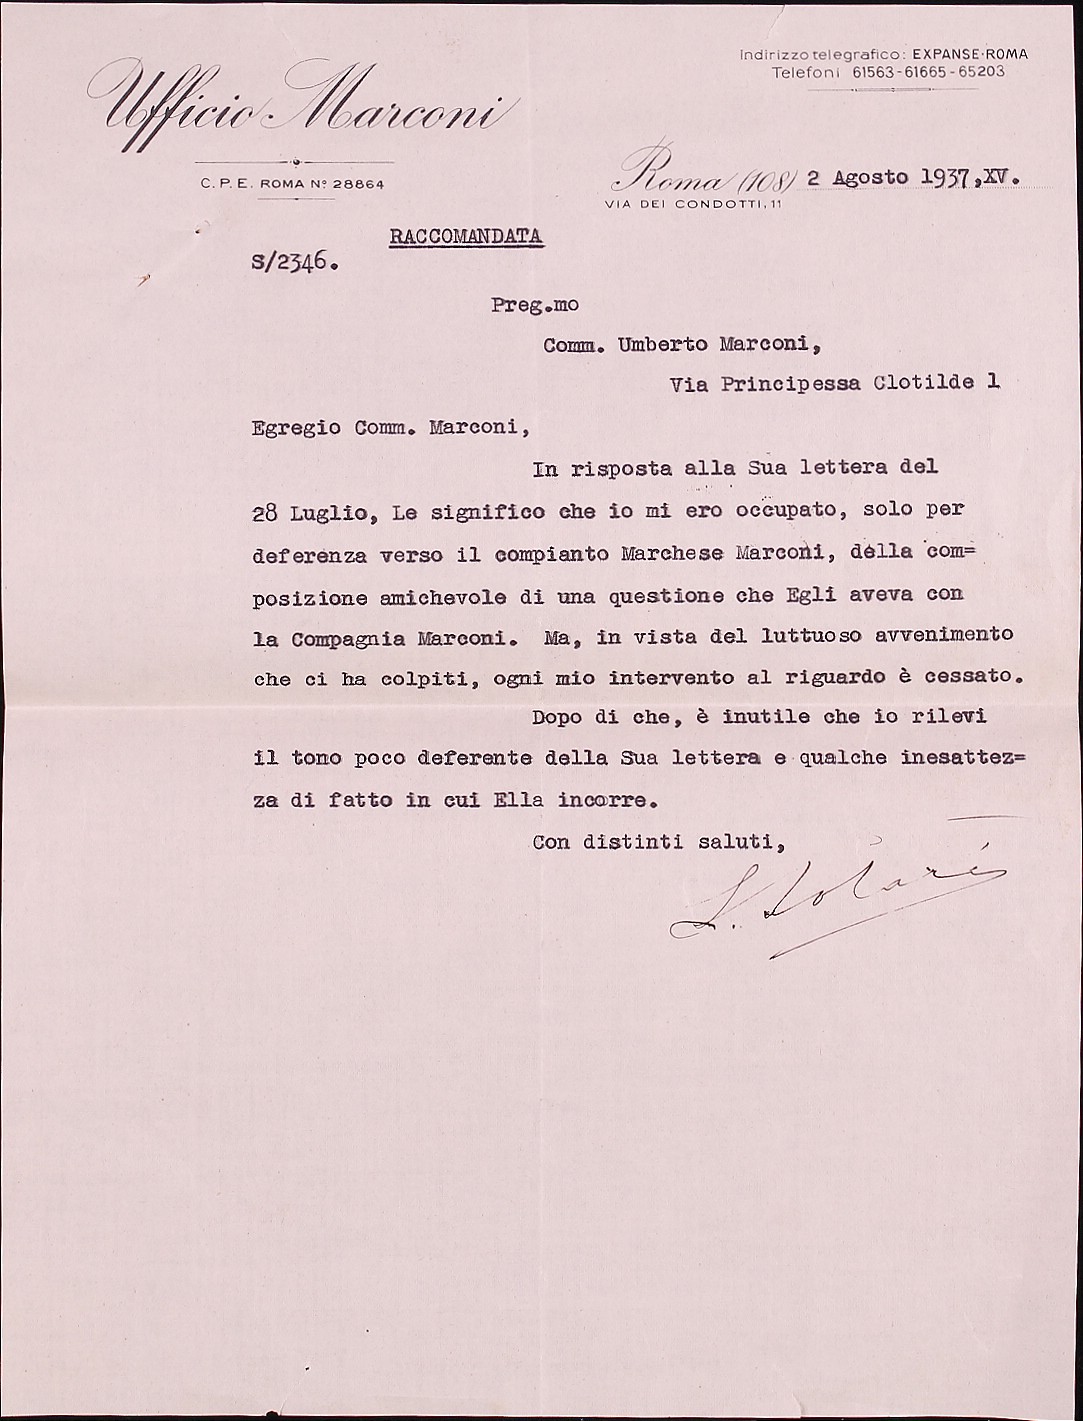 Ufficio Marconi
C.P.E. ROMA Nº 28864
Indirizzo telegrafico: EXPANSE-ROMA
Telefoni 61563-61665-65203
Roma (108) 2 Agosto 1937,XV.
VIA DEI CONDOTTI, 11
RACCOMANDATA
S/2346.
Preg.mo
Comm. Umberto Marconi,
Via Principessa Clotilde 1
Egregio Comm. Marconi,
In risposta alla Sua lettera del
28 Luglio, Le significo che io mi ero occupato, solo per
deferenza verso il compianto Marchese Marconi, della com=
posizione amichevole di una questione che Egli aveva con
la Compagnia Marconi. Ma, in vista del luttuoso avvenimento
che ci ha colpiti, ogni mio intervento al riguardo è cessato.
Dopo di che, è inutile che io rilevi
il tono poco deferente della Sua lettera e qualche inesattez=
za di fatto in cui Ella incorre.
Con distinti saluti,
L. Solari